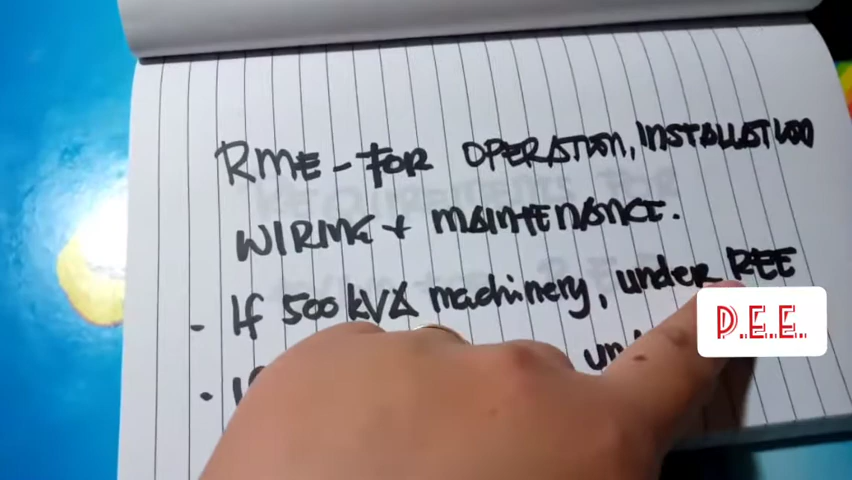 RME - FOR OPERATION, INSTALLATION
WIRING + MAINTENANCE.
- If 500 kVA machinery, under REE
P.E.E.